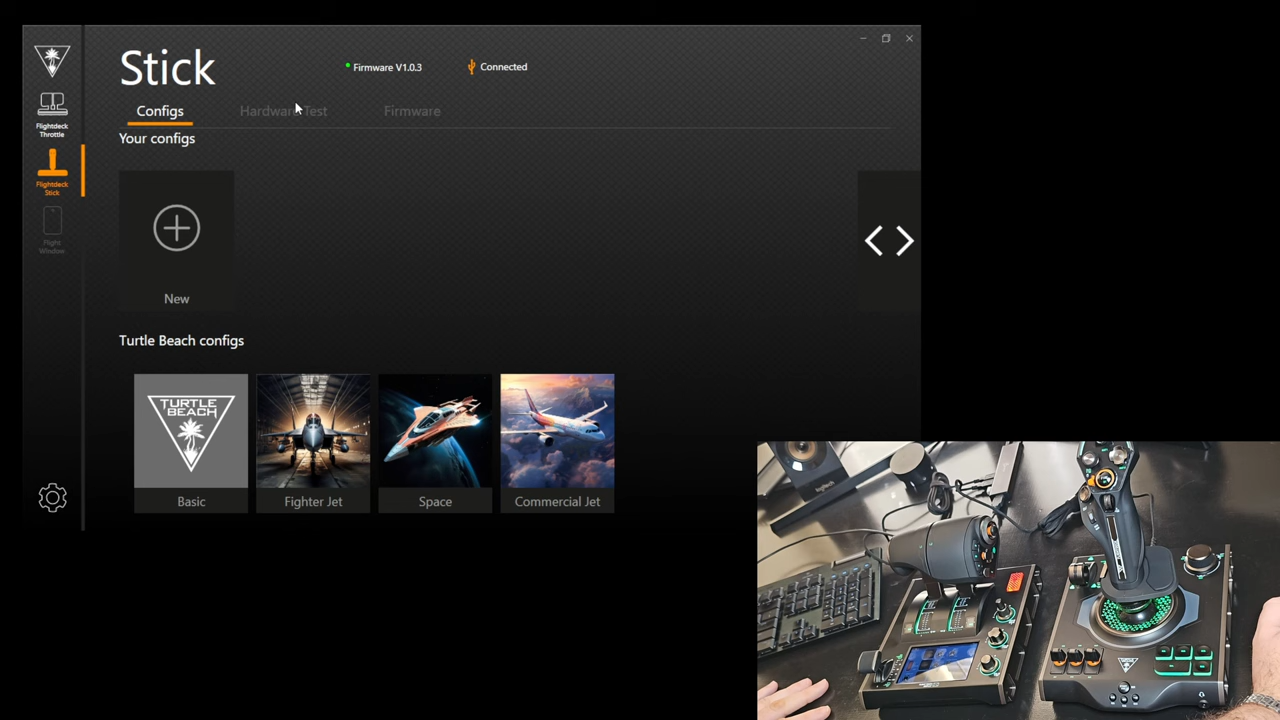 Stick
Firmware V1.0.3
Connected
Configs
Hardware Test
Firmware
Your configs
Flightdeck
Throttle
Flightdeck
Stick
Flight
Window
New
Turtle Beach configs
TURTLE
BEACH
Basic
Fighter Jet
Space
Commercial Jet
logitech